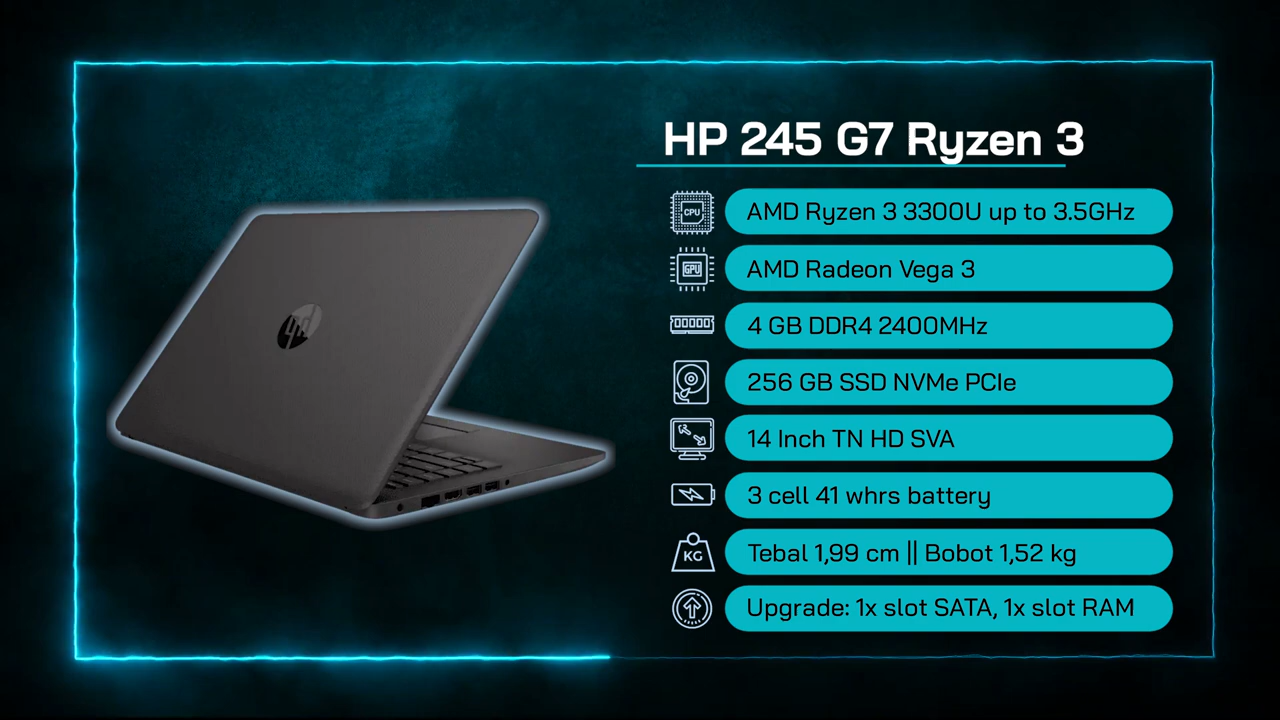 HP 245 G7 Ryzen 3
CPU
AMD Ryzen 3 3300U up to 3.5GHz
GPU
AMD Radeon Vega 3
4 GB DDR4 2400MHz
256 GB SSD NVMe PCIe
14 Inch TN HD SVA
3 cell 41 whrs battery
KG
Tebal 1,99 cm || Bobot 1,52 kg
Upgrade: 1x slot SATA, 1x slot RAM
hp